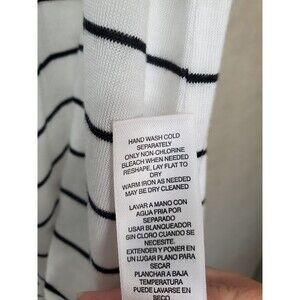 HAND WASH COLD
SEPARATELY
ONLY NON-CHLORINE
BLEACH WHEN NEEDED
RESHAPE, LAY FLAT TO
DRY
WARM IRON AS NEEDED
MAY BE DRY CLEANED
LAVAR A MANO CON
AGUA FRIA POR
SEPARADO
USAR BLANQUEADOR
SIN CLORO CUANDO SE
NECESITE.
EXTENDER Y PONER EN
UN LUGAR PLANO PARA
SECAR
PLANCHAR A BAJA
TEMPERATURA
PUEDE LAVARSE EN
SECO